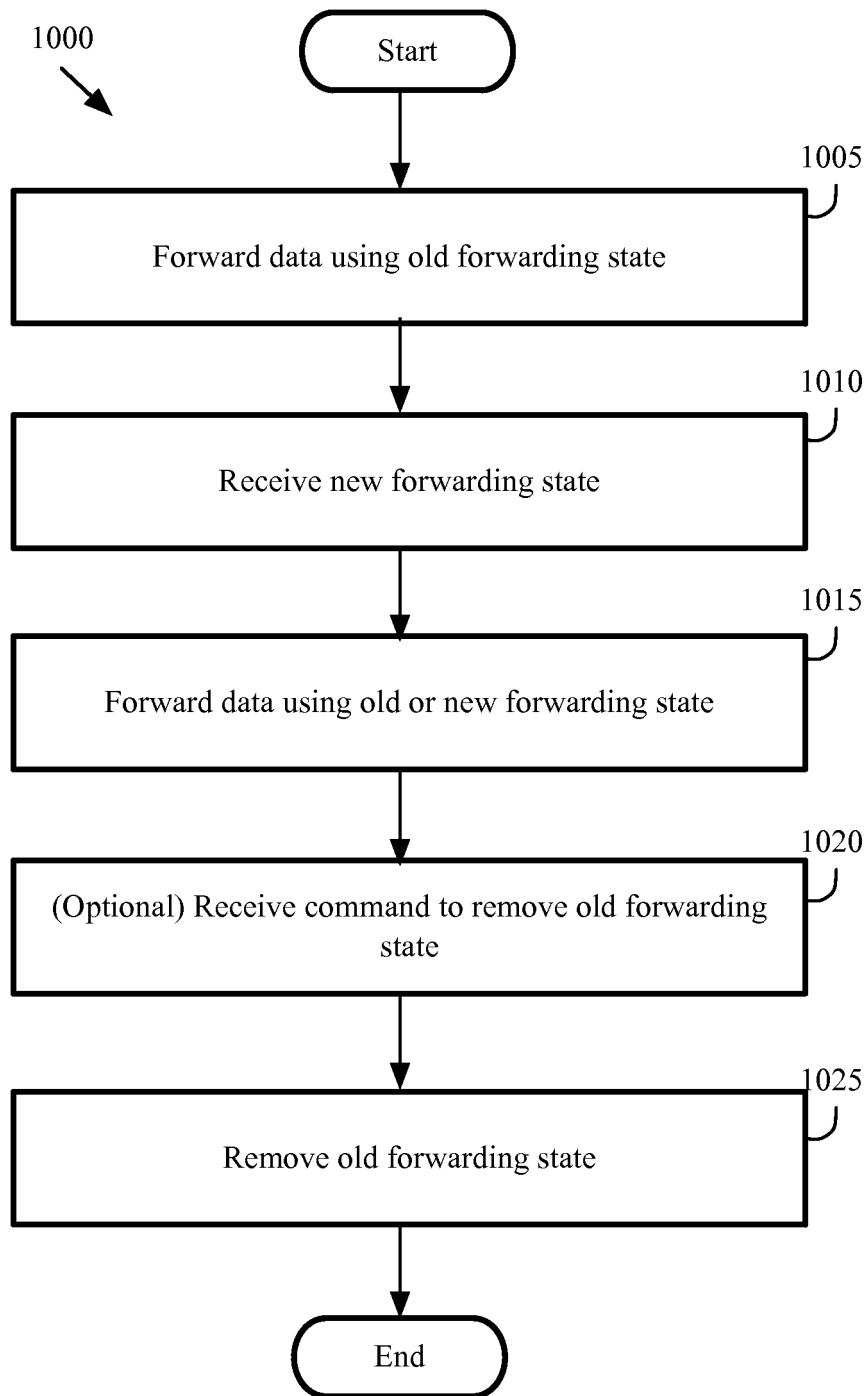 1000
Start
1005
Forward data using old forwarding state
1010
Receive new forwarding state
1015
Forward data using old or new forwarding state
1020
(Optional) Receive command to remove old forwarding
state
1025
Remove old forwarding state
End